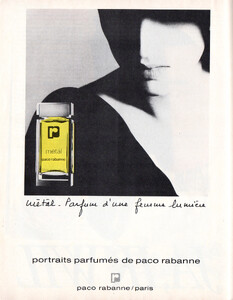 métal
paco rabanne
métal - Parfum d'une femme lumière
portraits parfumés de paco rabanne
paco rabanne/paris